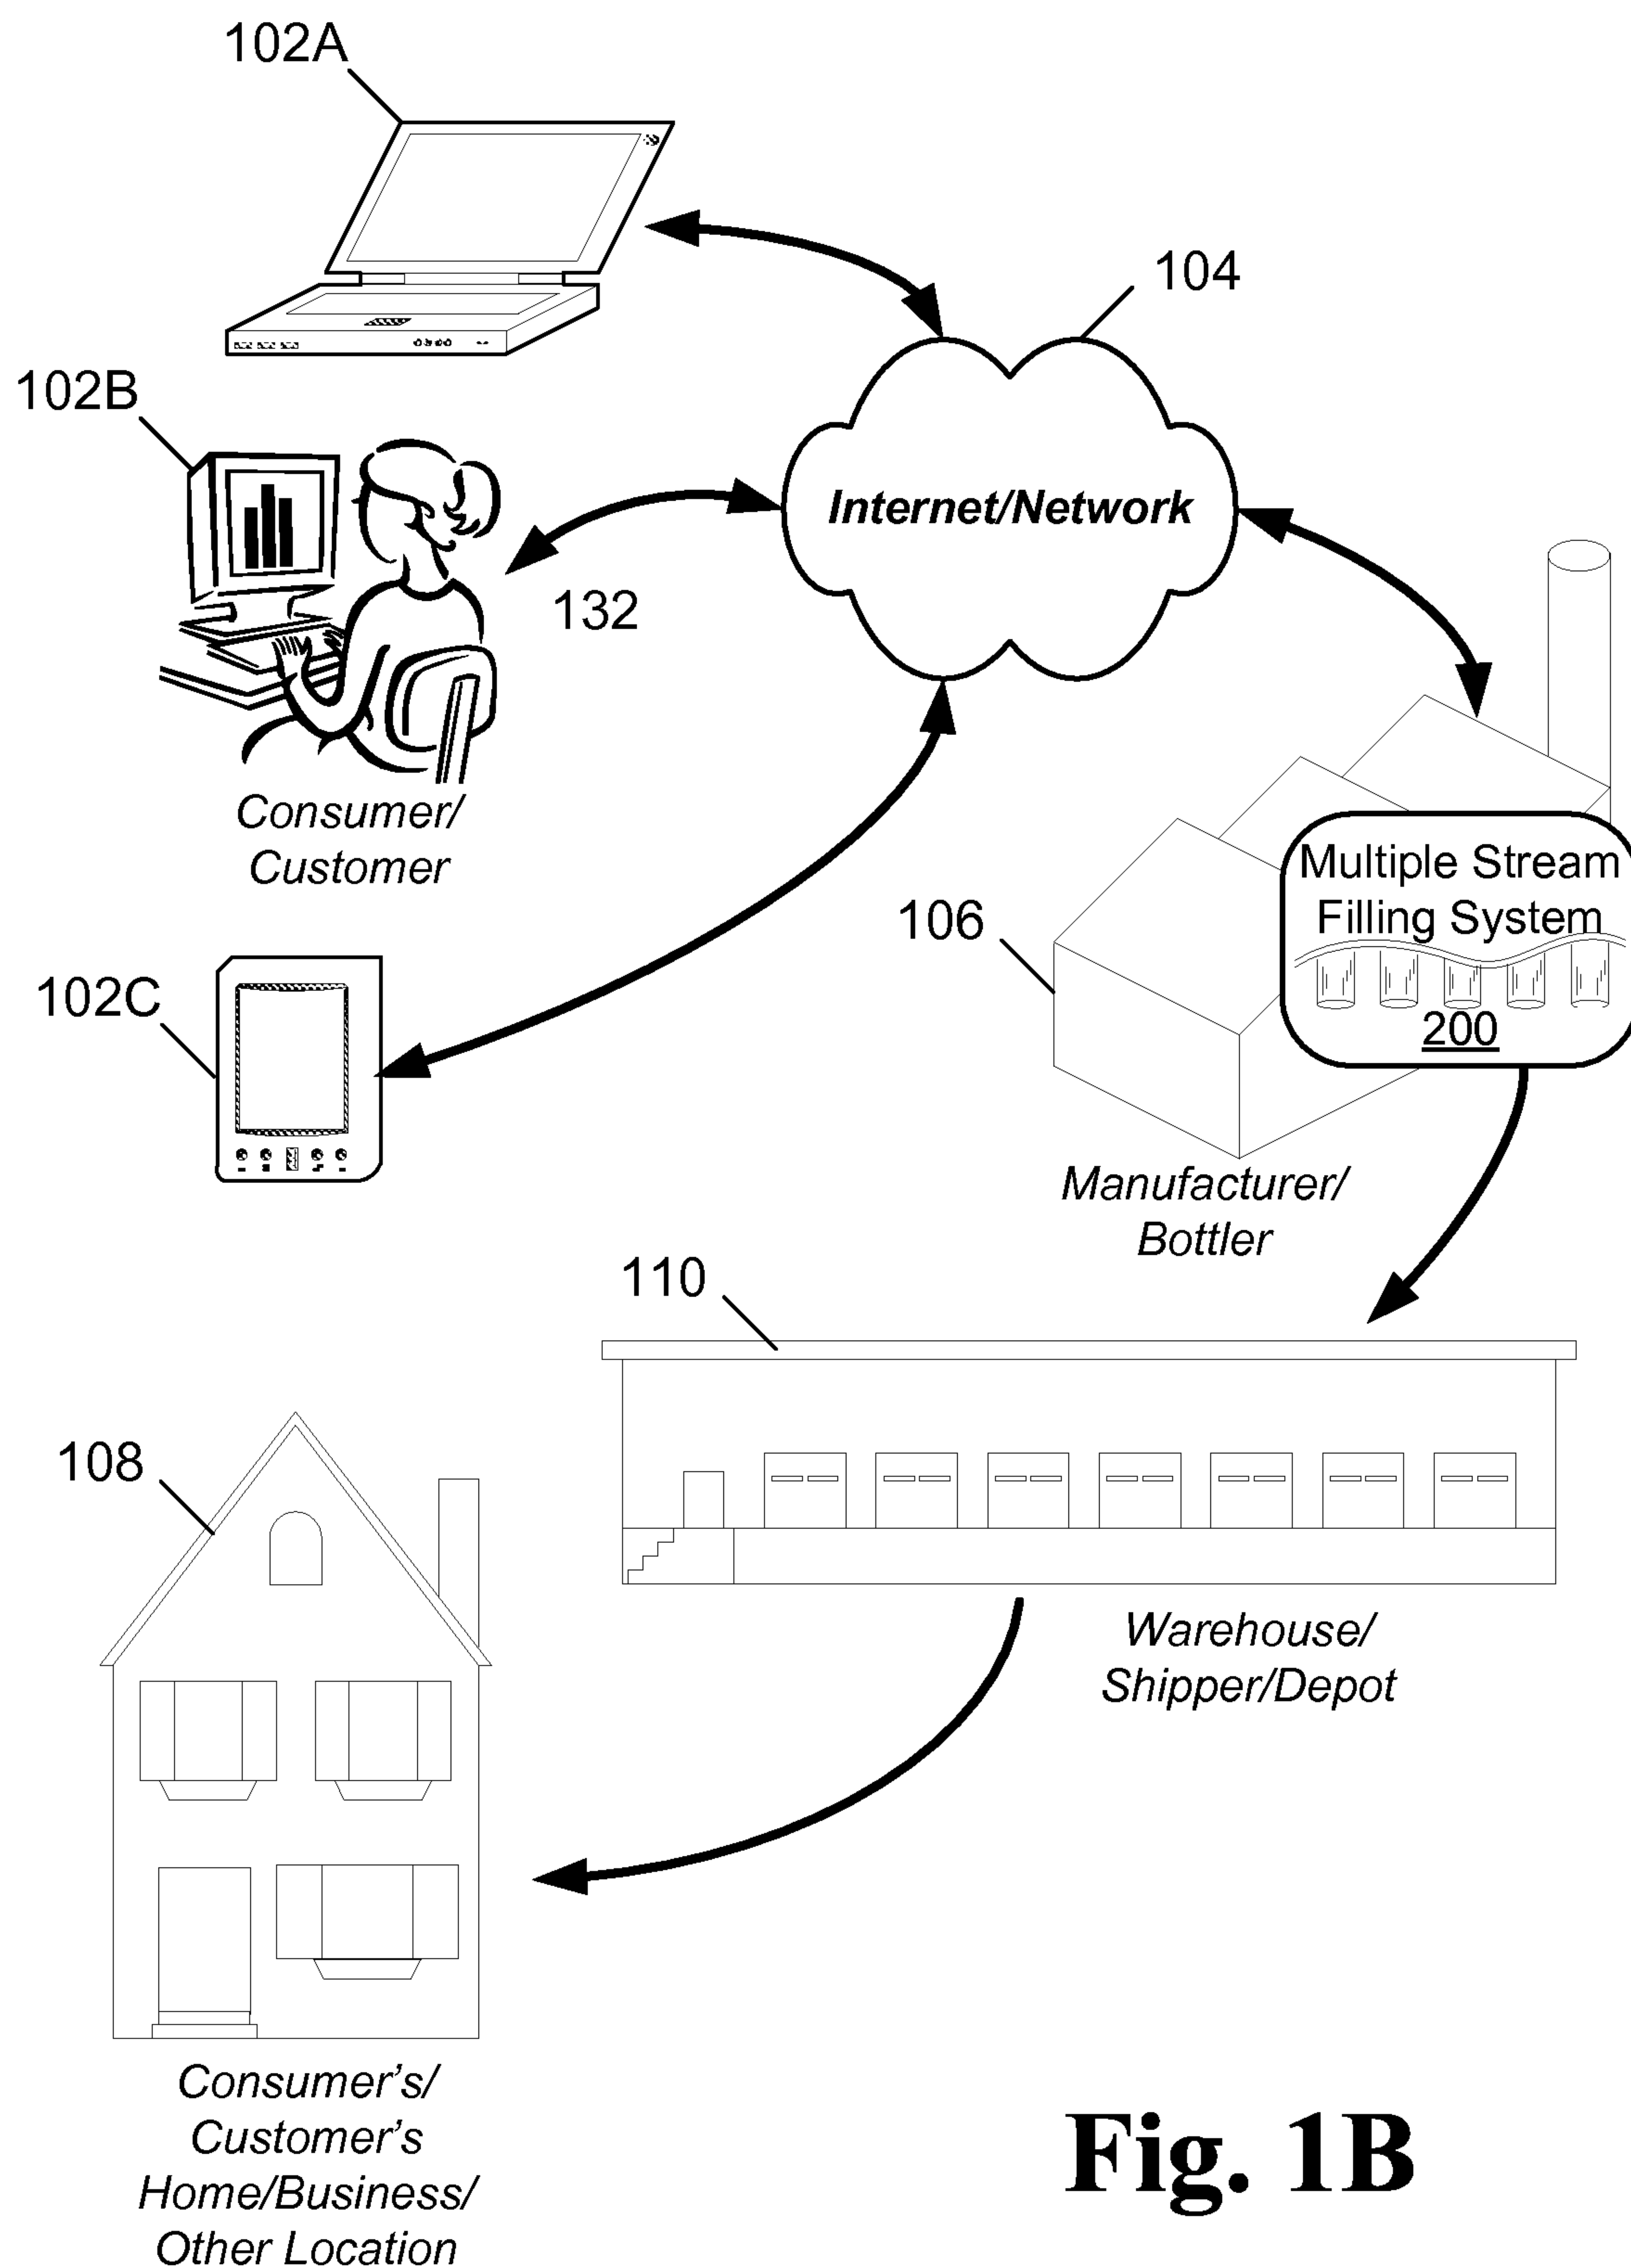 102A
104
102B
Internet/Network
132
Consumer/
Customer
Multiple Stream
Filling System
106
200
102C
Manufacturer/
Bottler
110
108
Warehouse/
Shipper/Depot
Consumer's/
Customer's
Home/Business/
Other Location
Fig. 1B